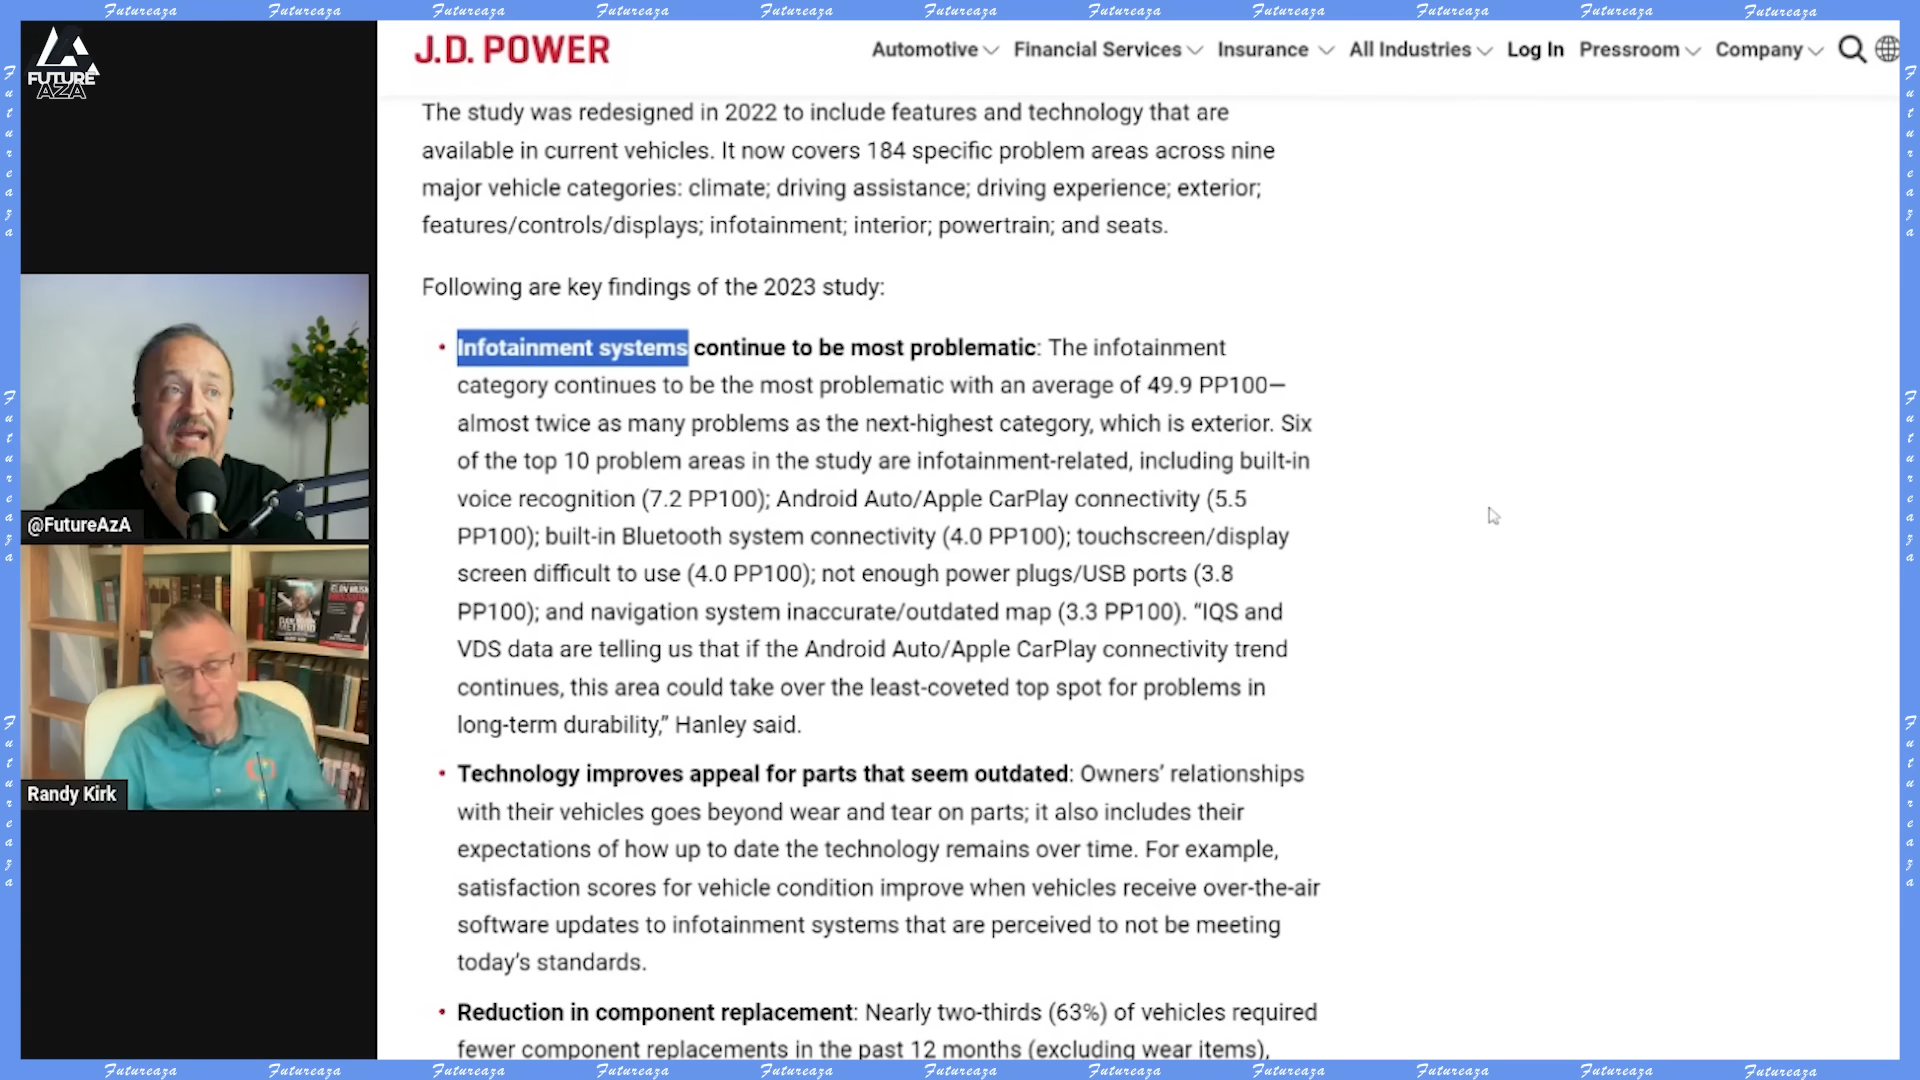 Futureaza Futureaza Futureaza Futureaza Futureaza Futureaza Futureaza Futureaza Futureaza Futureaza Futureaza
FUTURE
AZA
J.D. POWER
Automotive Financial Services Insurance All Industries Log In Pressroom Company
The study was redesigned in 2022 to include features and technology that are
available in current vehicles. It now covers 184 specific problem areas across nine
major vehicle categories: climate; driving assistance; driving experience; exterior;
features/controls/displays; infotainment; interior; powertrain; and seats.
Following are key findings of the 2023 study:
• Infotainment systems continue to be most problematic: The infotainment
category continues to be the most problematic with an average of 49.9 PP100—
almost twice as many problems as the next-highest category, which is exterior. Six
of the top 10 problem areas in the study are infotainment-related, including built-in
voice recognition (7.2 PP100); Android Auto/Apple CarPlay connectivity (5.5
PP100); built-in Bluetooth system connectivity (4.0 PP100); touchscreen/display
screen difficult to use (4.0 PP100); not enough power plugs/USB ports (3.8
PP100); and navigation system inaccurate/outdated map (3.3 PP100). “IQS and
VDS data are telling us that if the Android Auto/Apple CarPlay connectivity trend
continues, this area could take over the least-coveted top spot for problems in
long-term durability,” Hanley said.
• Technology improves appeal for parts that seem outdated: Owners’ relationships
with their vehicles goes beyond wear and tear on parts; it also includes their
expectations of how up to date the technology remains over time. For example,
satisfaction scores for vehicle condition improve when vehicles receive over-the-air
software updates to infotainment systems that are perceived to not be meeting
today’s standards.
• Reduction in component replacement: Nearly two-thirds (63%) of vehicles required
fewer component replacements in the past 12 months (excluding wear items),
@FutureAzA
ELON MUSK
Randy Kirk
Futureaza Futureaza Futureaza Futureaza Futureaza Futureaza Futureaza Futureaza Futureaza Futureaza Futureaza
Futureaza
Futureaza
Futureaza
Futureaza
Futureaza
Futureaza